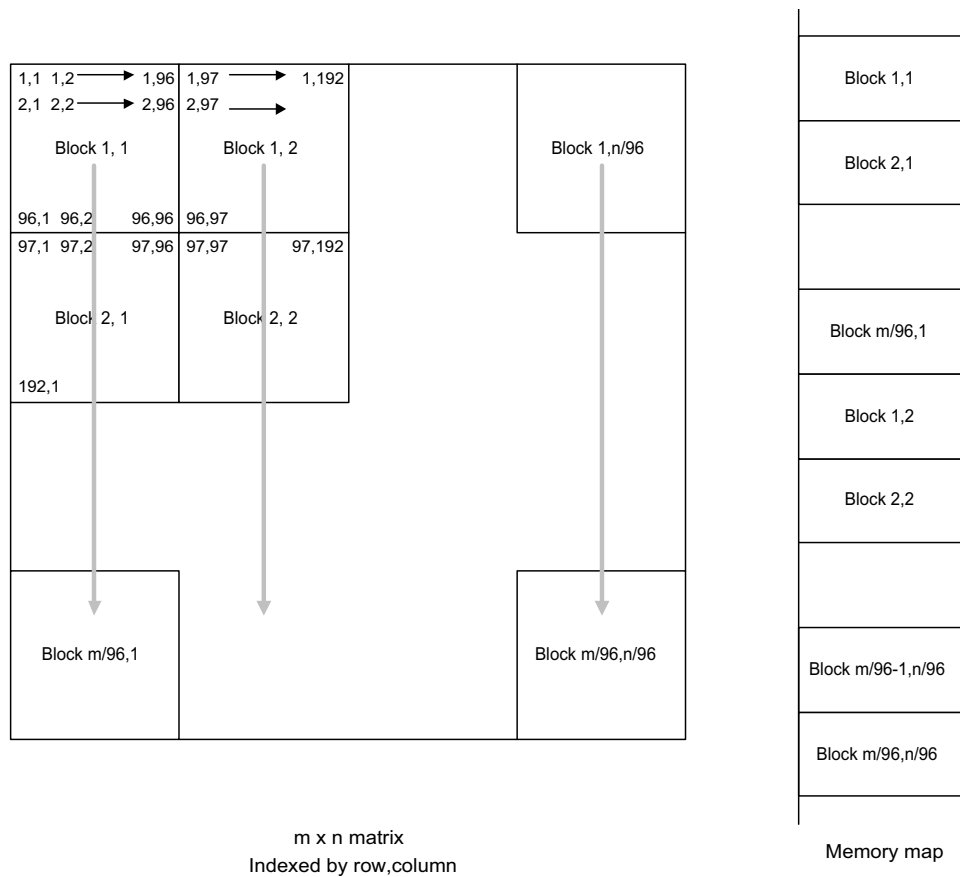 1,1 1,2 1,96 1,97 1,192
2,1 2,2 2,96 2,97
Block 1, 1 Block 1, 2 Block 1,n/96
96,1 96,2 96,96 96,97
97,1 97,2 97,96 97,97 97,192
Block 2, 1 Block 2, 2
192,1
Block m/96,1 Block m/96,n/96
m x n matrix
Indexed by row,column
Block 1,1
Block 2,1
Block m/96,1
Block 1,2
Block 2,2
Block m/96-1,n/96
Block m/96,n/96
Memory map